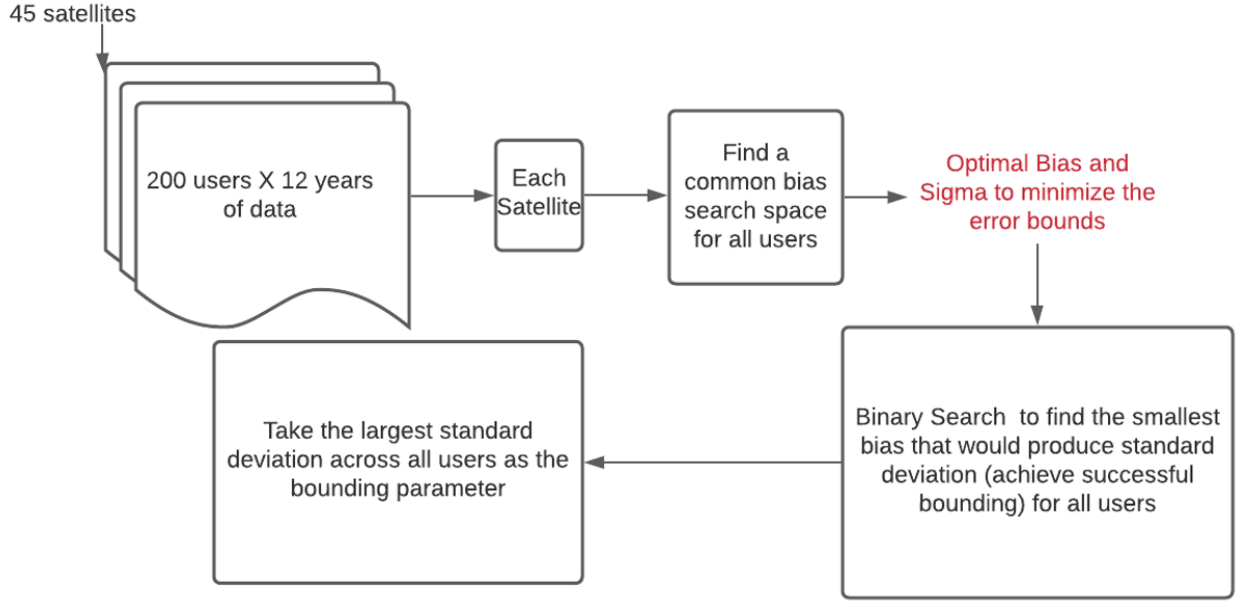 45 satellites
200 users X 12 years
of data
Each
Satellite
Find a
common bias
search space
for all users
Optimal Bias and
Sigma to minimize the
error bounds
Binary Search  to find the smallest
bias that would produce standard
deviation (achieve successful
bounding) for all users
Take the largest standard
deviation across all users as the
bounding parameter